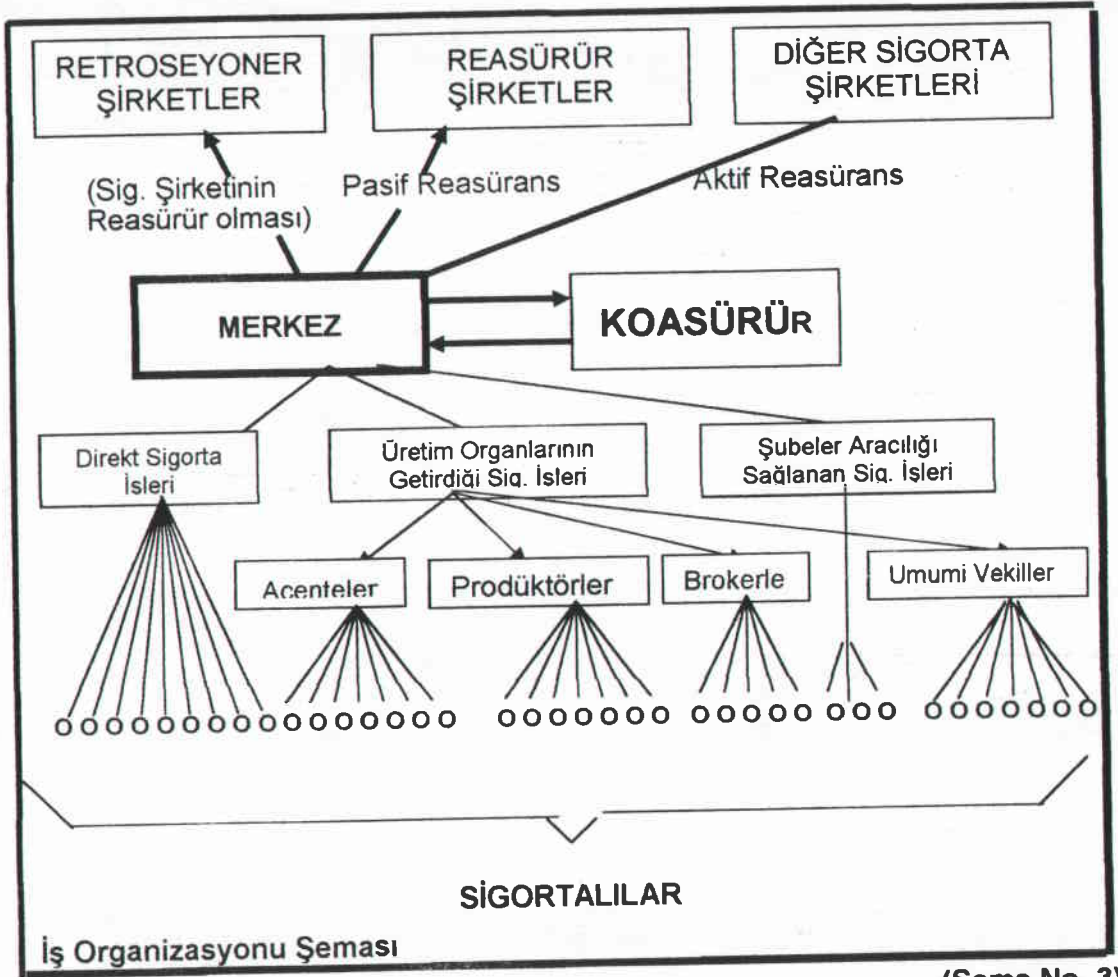 RETROSEYONER
ŞİRKETLER
REASÜRÜR
ŞİRKETLER
DİĞER SİGORTA
ŞİRKETLERİ
(Sig. Şirketinin
Reasürür olması)
Pasif Reasürans
Aktif Reasürans
MERKEZ
KOASÜRÜR
Direkt Sigorta
İsleri
Üretim Organlarının
Getirdiği Sig. İsleri
Şubeler Aracılığı
Sağlanan Sig. İşleri
Acenteler
Prodüktörler
Brokerle
Umumi Vekiller
O O O O O O O O O O O O O O O O O O O O O O O O O O O O O O O O O O O O O O
SİGORTALILAR
İş Organizasyonu Şeması